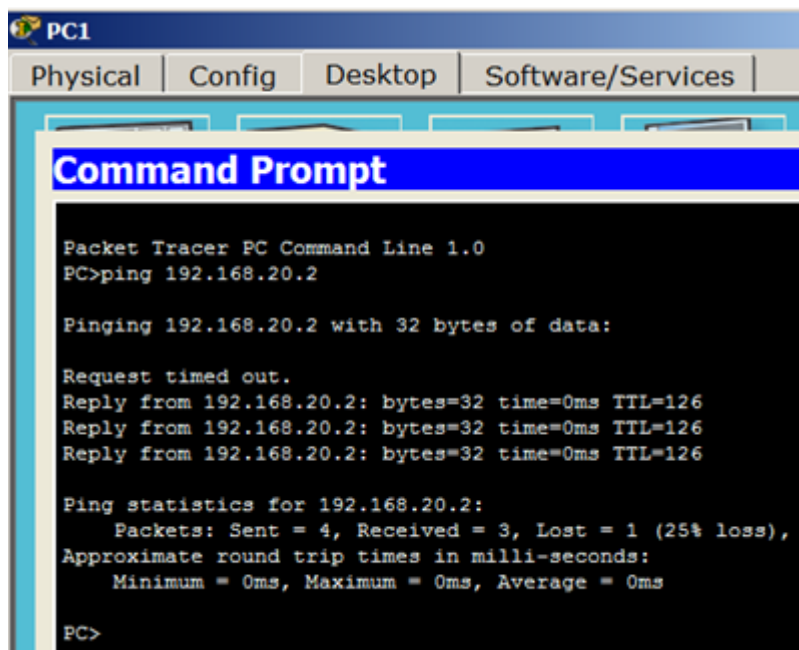 PC1
Physical Config Desktop Software/Services
Command Prompt
Packet Tracer PC Command Line 1.0
PC>ping 192.168.20.2
Pinging 192.168.20.2 with 32 bytes of data:
Request timed out.
Reply from 192.168.20.2: bytes=32 time=0ms TTL=126
Reply from 192.168.20.2: bytes=32 time=0ms TTL=126
Reply from 192.168.20.2: bytes=32 time=0ms TTL=126
Ping statistics for 192.168.20.2:
Packets: Sent = 4, Received = 3, Lost = 1 (25% loss),
Approximate round trip times in milli-seconds:
Minimum = 0ms, Maximum = 0ms, Average = 0ms
PC>